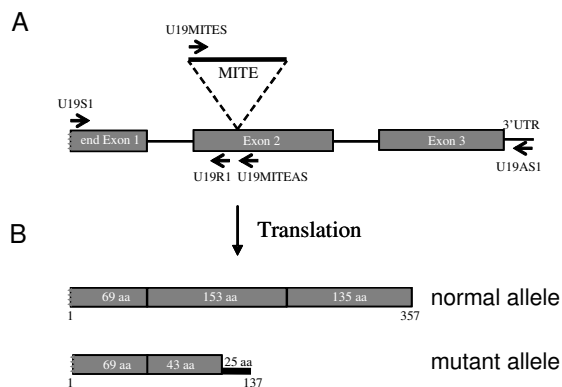 A
U19MITES
MITE
U19S1
3'UTR
end Exon 1
Exon 2
Exon 3
U19R1
U19MITEAS
U19AS1
Translation
B
69 aa
153 aa
135 aa
normal allele
1
357
69 aa
43 aa
25 aa
mutant allele
1
137